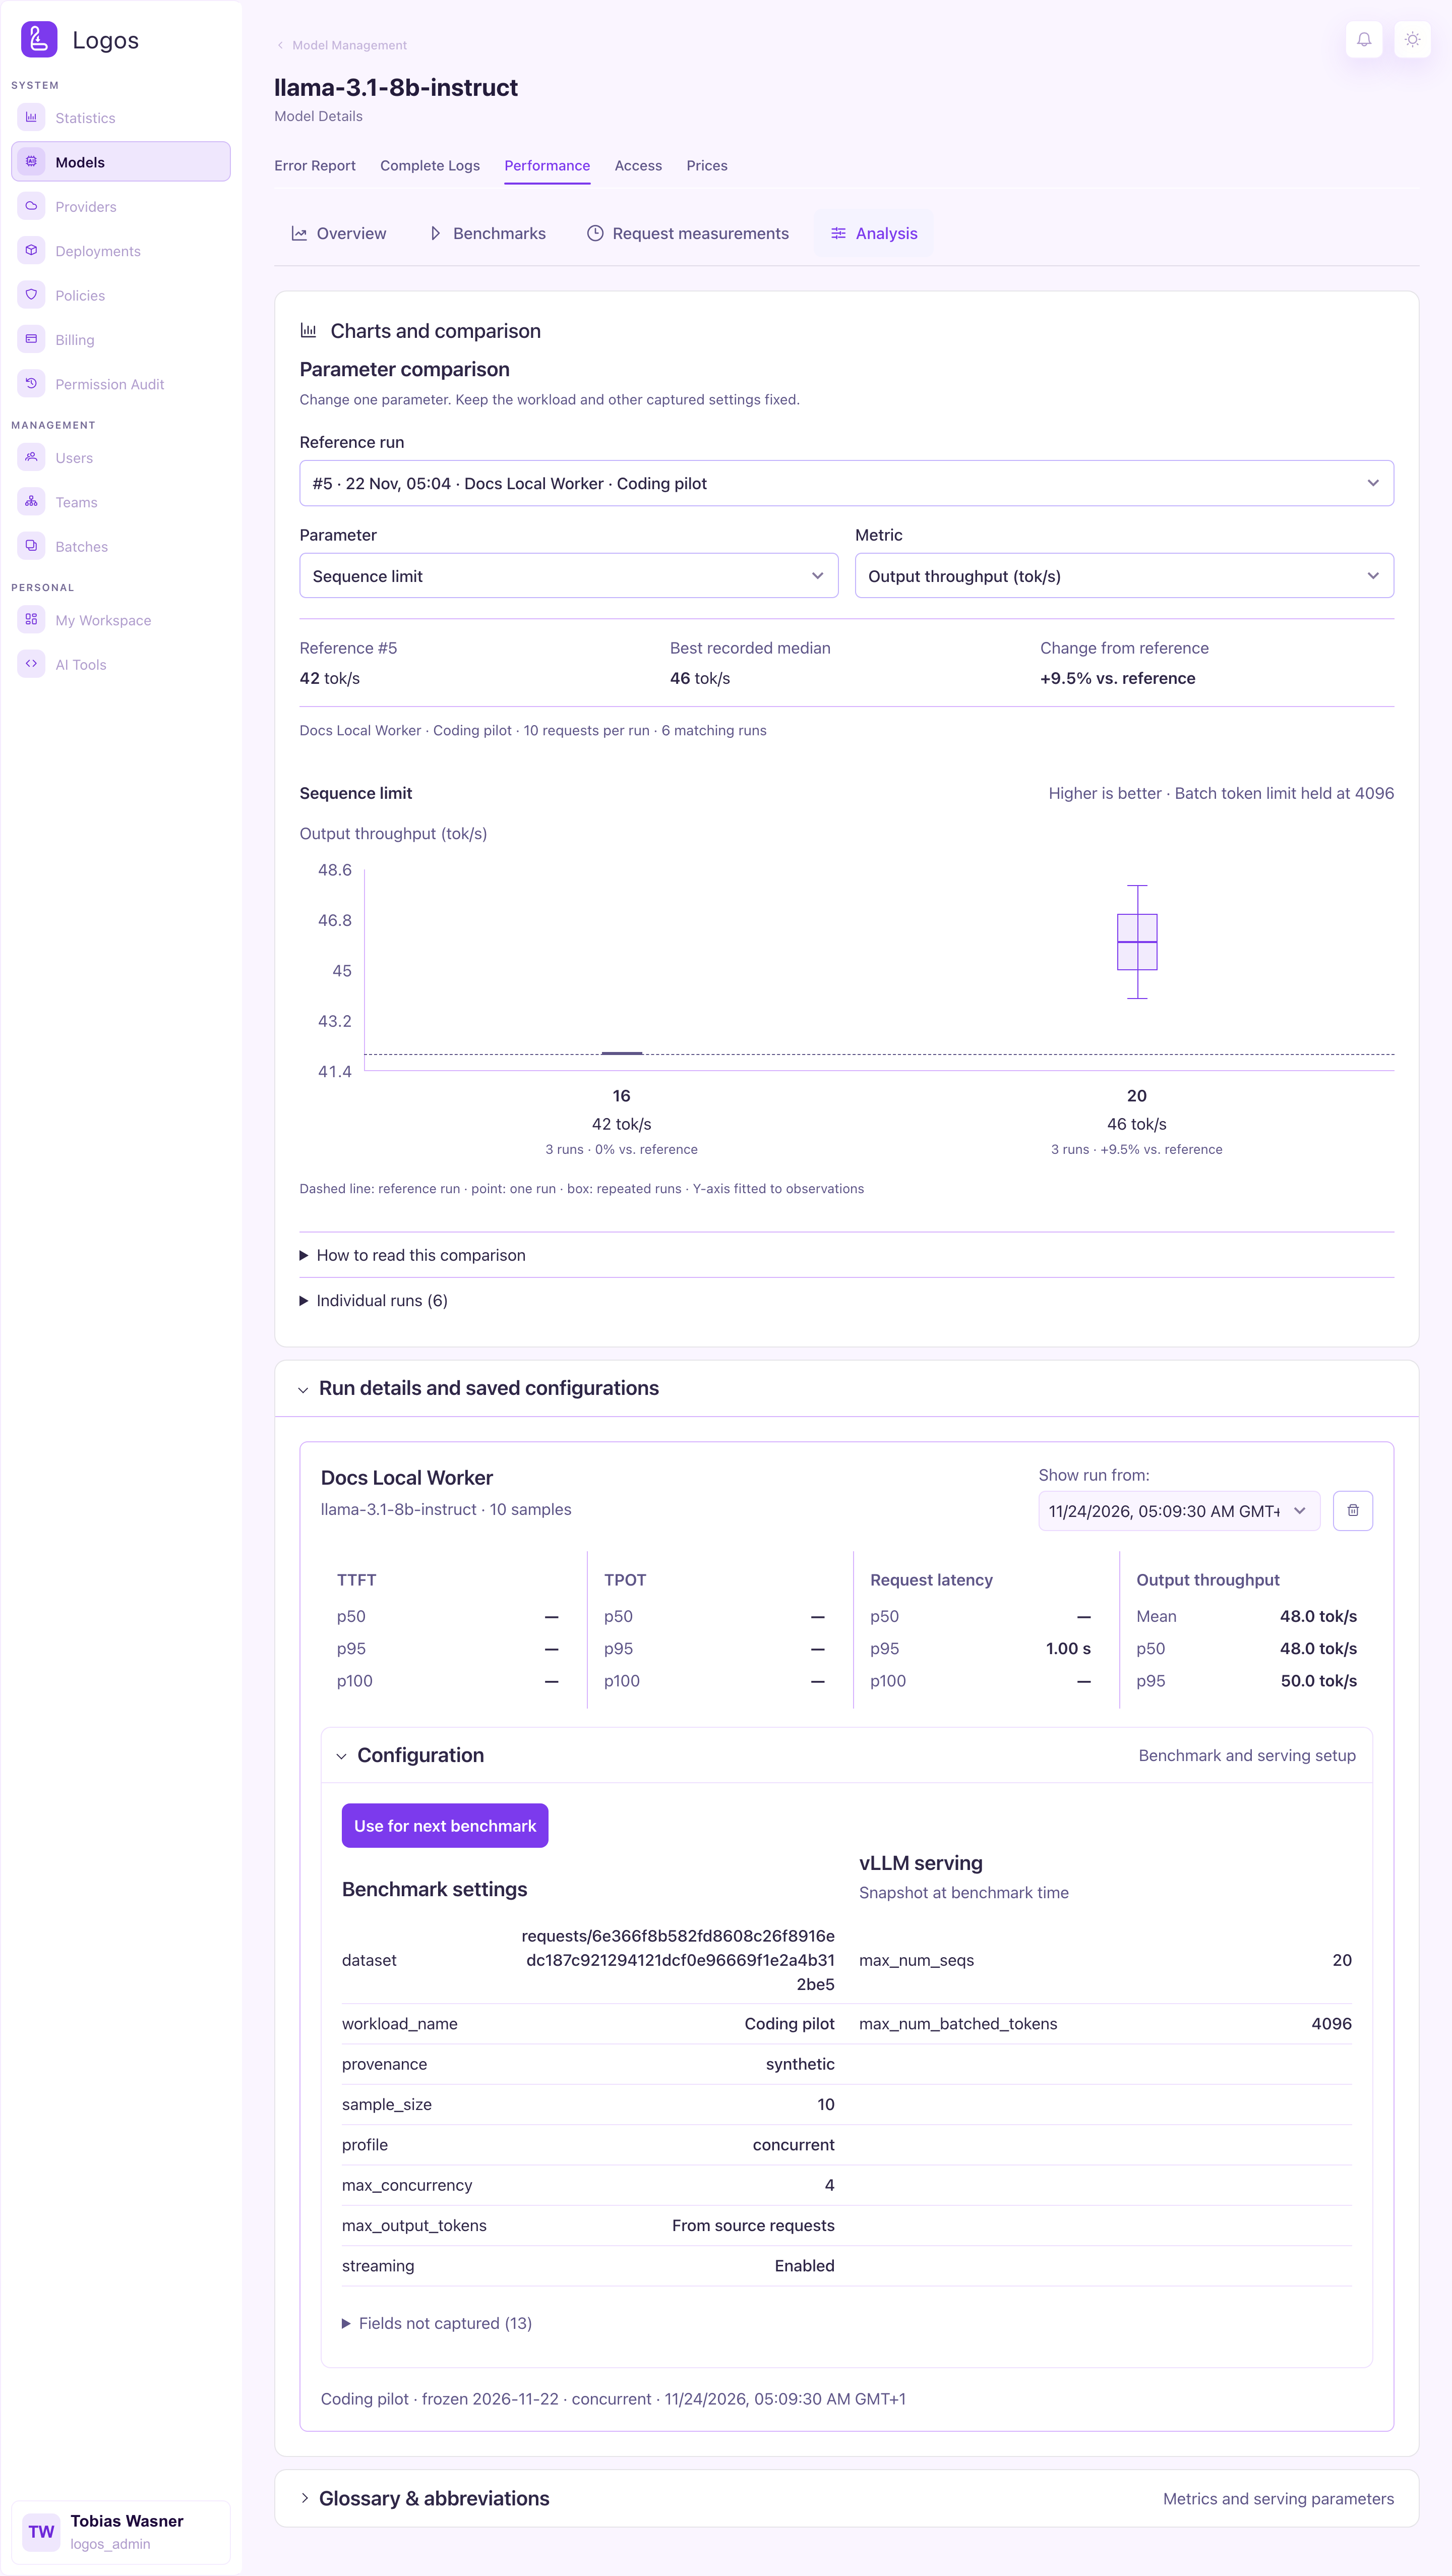 Logos
SYSTEM
Statistics
Models
Providers
Deployments
Policies
Billing
Permission Audit
MANAGEMENT
Users
Teams
Batches
PERSONAL
My Workspace
AI Tools
TW
Tobias Wasner
logos_admin
Model Management
llama-3.1-8b-instruct
Model Details
Error Report Complete Logs Performance Access Prices
Overview Benchmarks Request measurements Analysis
Charts and comparison
Parameter comparison
Change one parameter. Keep the workload and other captured settings fixed.
Reference run
#5 · 22 Nov, 05:04 · Docs Local Worker · Coding pilot
Parameter Metric
Sequence limit Output throughput (tok/s)
Reference #5 Best recorded median Change from reference
42 tok/s 46 tok/s +9.5% vs. reference
Docs Local Worker · Coding pilot · 10 requests per run · 6 matching runs
Sequence limit Higher is better · Batch token limit held at 4096
Output throughput (tok/s)
48.6
46.8
45
43.2
41.4
16 20
42 tok/s 46 tok/s
3 runs · 0% vs. reference 3 runs · +9.5% vs. reference
Dashed line: reference run · point: one run · box: repeated runs · Y-axis fitted to observations
How to read this comparison
Individual runs (6)
Run details and saved configurations
Docs Local Worker Show run from:
llama-3.1-8b-instruct · 10 samples 11/24/2026, 05:09:30 AM GMT+
TTFT TPOT Request latency Output throughput
p50 — p50 — p50 — Mean 48.0 tok/s
p95 — p95 — p95 1.00 s p50 48.0 tok/s
p100 — p100 — p100 — p95 50.0 tok/s
Configuration Benchmark and serving setup
Use for next benchmark
Benchmark settings
vLLM serving
Snapshot at benchmark time
dataset requests/6e366f8b582fd8608c26f8916e
dc187c921294121dcf0e96669f1e2a4b31
2be5
max_num_seqs 20
workload_name Coding pilot max_num_batched_tokens 4096
provenance synthetic
sample_size 10
profile concurrent
max_concurrency 4
max_output_tokens From source requests
streaming Enabled
Fields not captured (13)
Coding pilot · frozen 2026-11-22 · concurrent · 11/24/2026, 05:09:30 AM GMT+1
Glossary & abbreviations Metrics and serving parameters